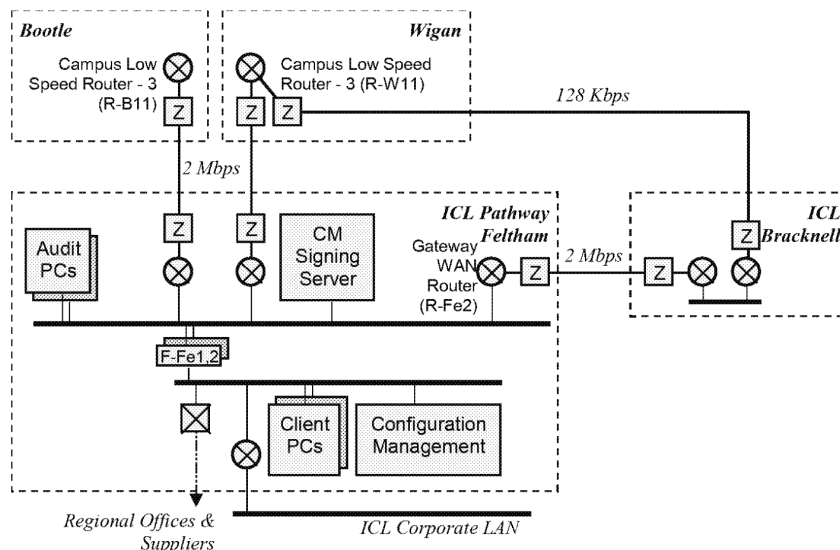 Bootle
Wigan
Campus Low
Speed Router - 3
(R-B11)
Z
Campus Low Speed
Router - 3 (R-W11)
Z
Z
128 Kbps
2 Mbps
ICL Pathway
Feltham
ICL
Bracknell
Audit
PCs
Z
Z
CM
Signing
Server
Gateway
WAN
Router
(R-Fe2)
Z
2 Mbps
Z
Z
F-Fe1,2
Client
PCs
Configuration
Management
Regional Offices &
Suppliers
ICL Corporate LAN